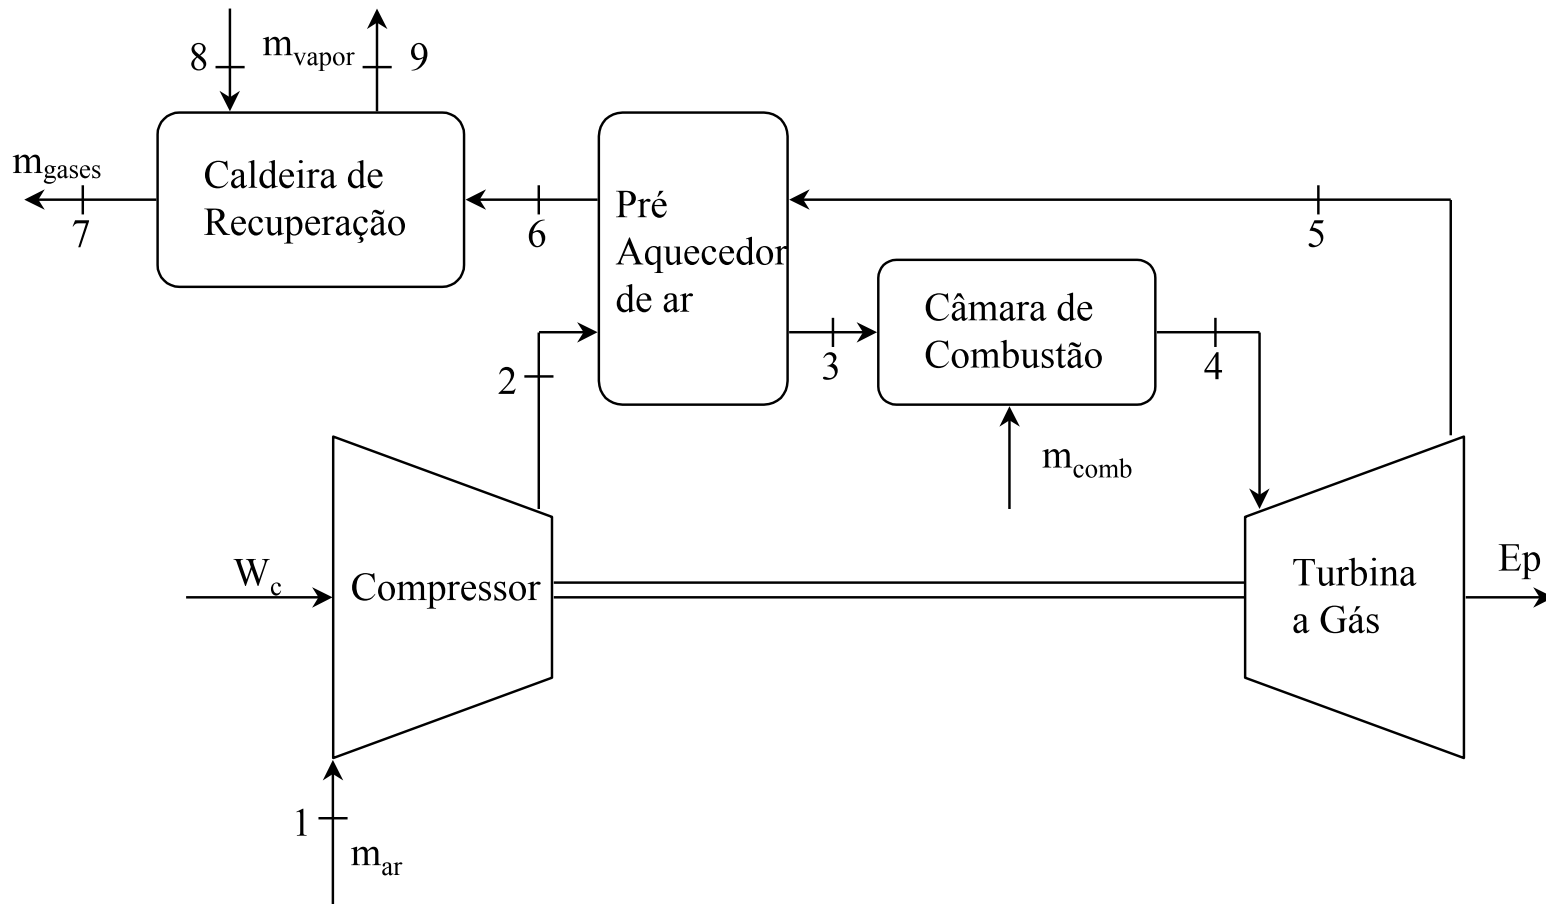 8
m_vapor
9
m_gases
Caldeira de
Recuperação
7
6
Pré
Aquecedor
de ar
5
Câmara de
Combustão
2
3
4
m_comb
W_c
Compressor
Turbina
a Gás
Ep
1
m_ar